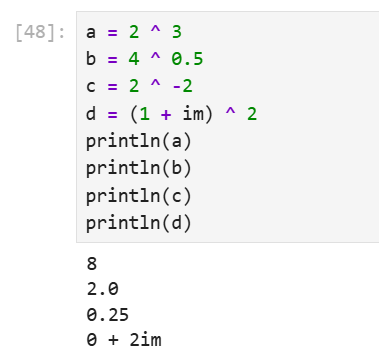 [48]: a = 2 ^ 3
b = 4 ^ 0.5
c = 2 ^ -2
d = (1 + im) ^ 2
println(a)
println(b)
println(c)
println(d)
8
2.0
0.25
0 + 2im